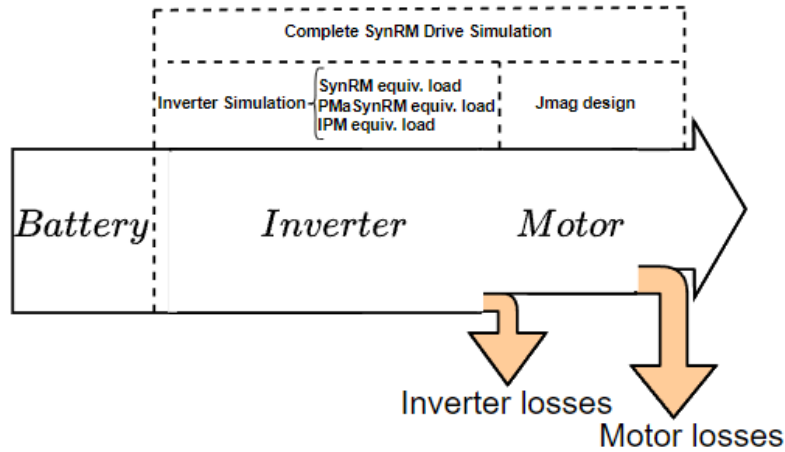 Complete SynRM Drive Simulation
SynRM equiv. load
Inverter Simulation PMaSynRM equiv. load Jmag design
IPM equiv. load
Battery Inverter Motor
Inverter losses
Motor losses